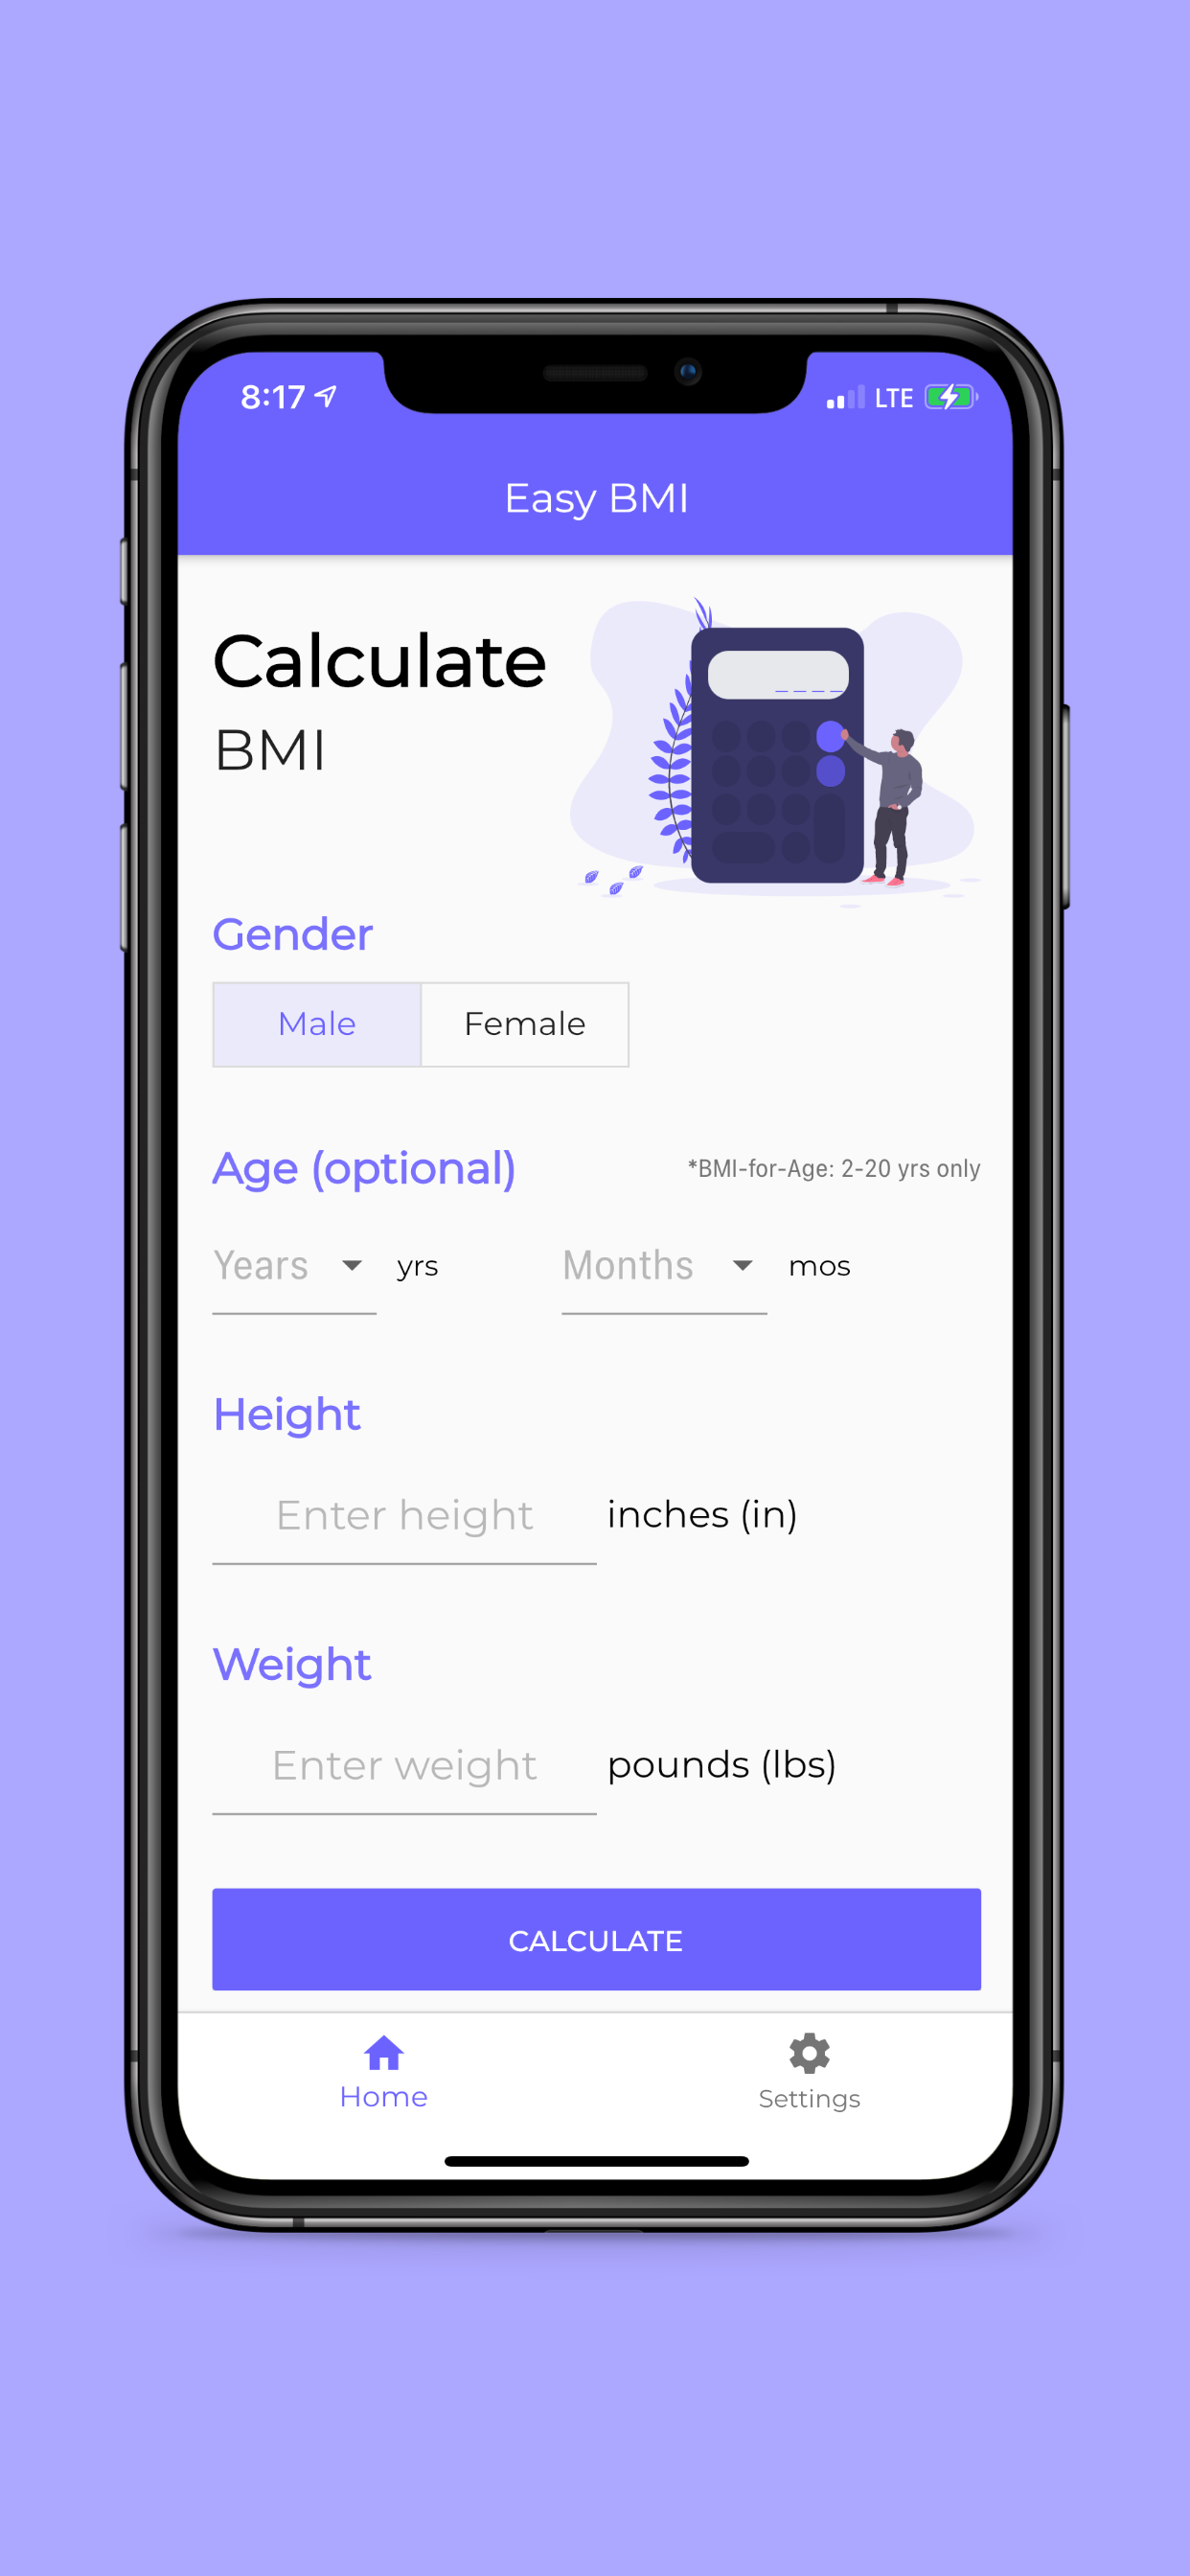 8:17 LTE
Easy BMI
Calculate
BMI
Gender
Male Female
Age (optional) *BMI-for-Age: 2-20 yrs only
Years yrs Months mos
Height
Enter height inches (in)
Weight
Enter weight pounds (lbs)
CALCULATE
Home Settings